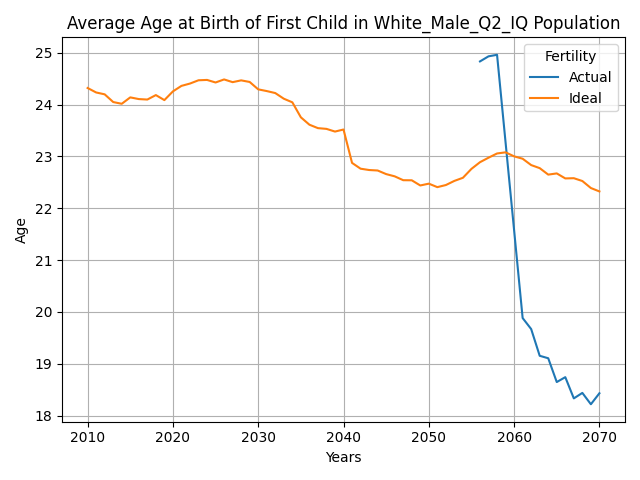 Average Age at Birth of First Child in White_Male_Q2_IQ Population
25
24
23
22
21
20
19
18
Age
Fertility
Actual
Ideal
2010 2020 2030 2040 2050 2060 2070
Years